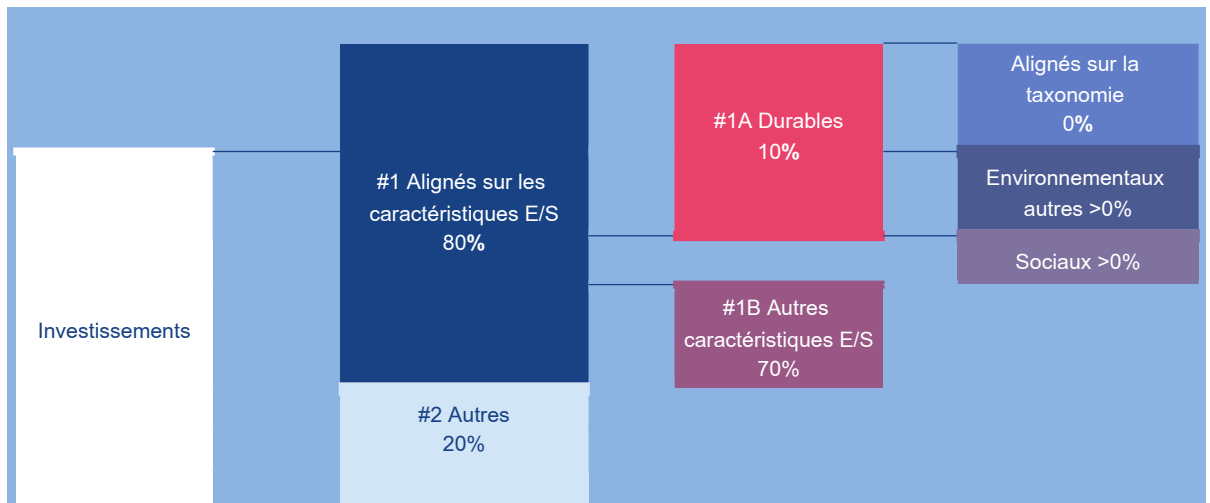 Investissements
#1 Alignés sur les
caractéristiques E/S
80%
#2 Autres
20%
#1A Durables
10%
#1B Autres
caractéristiques E/S
70%
Alignés sur la
taxonomie
0%
Environnementaux
autres >0%
Sociaux >0%